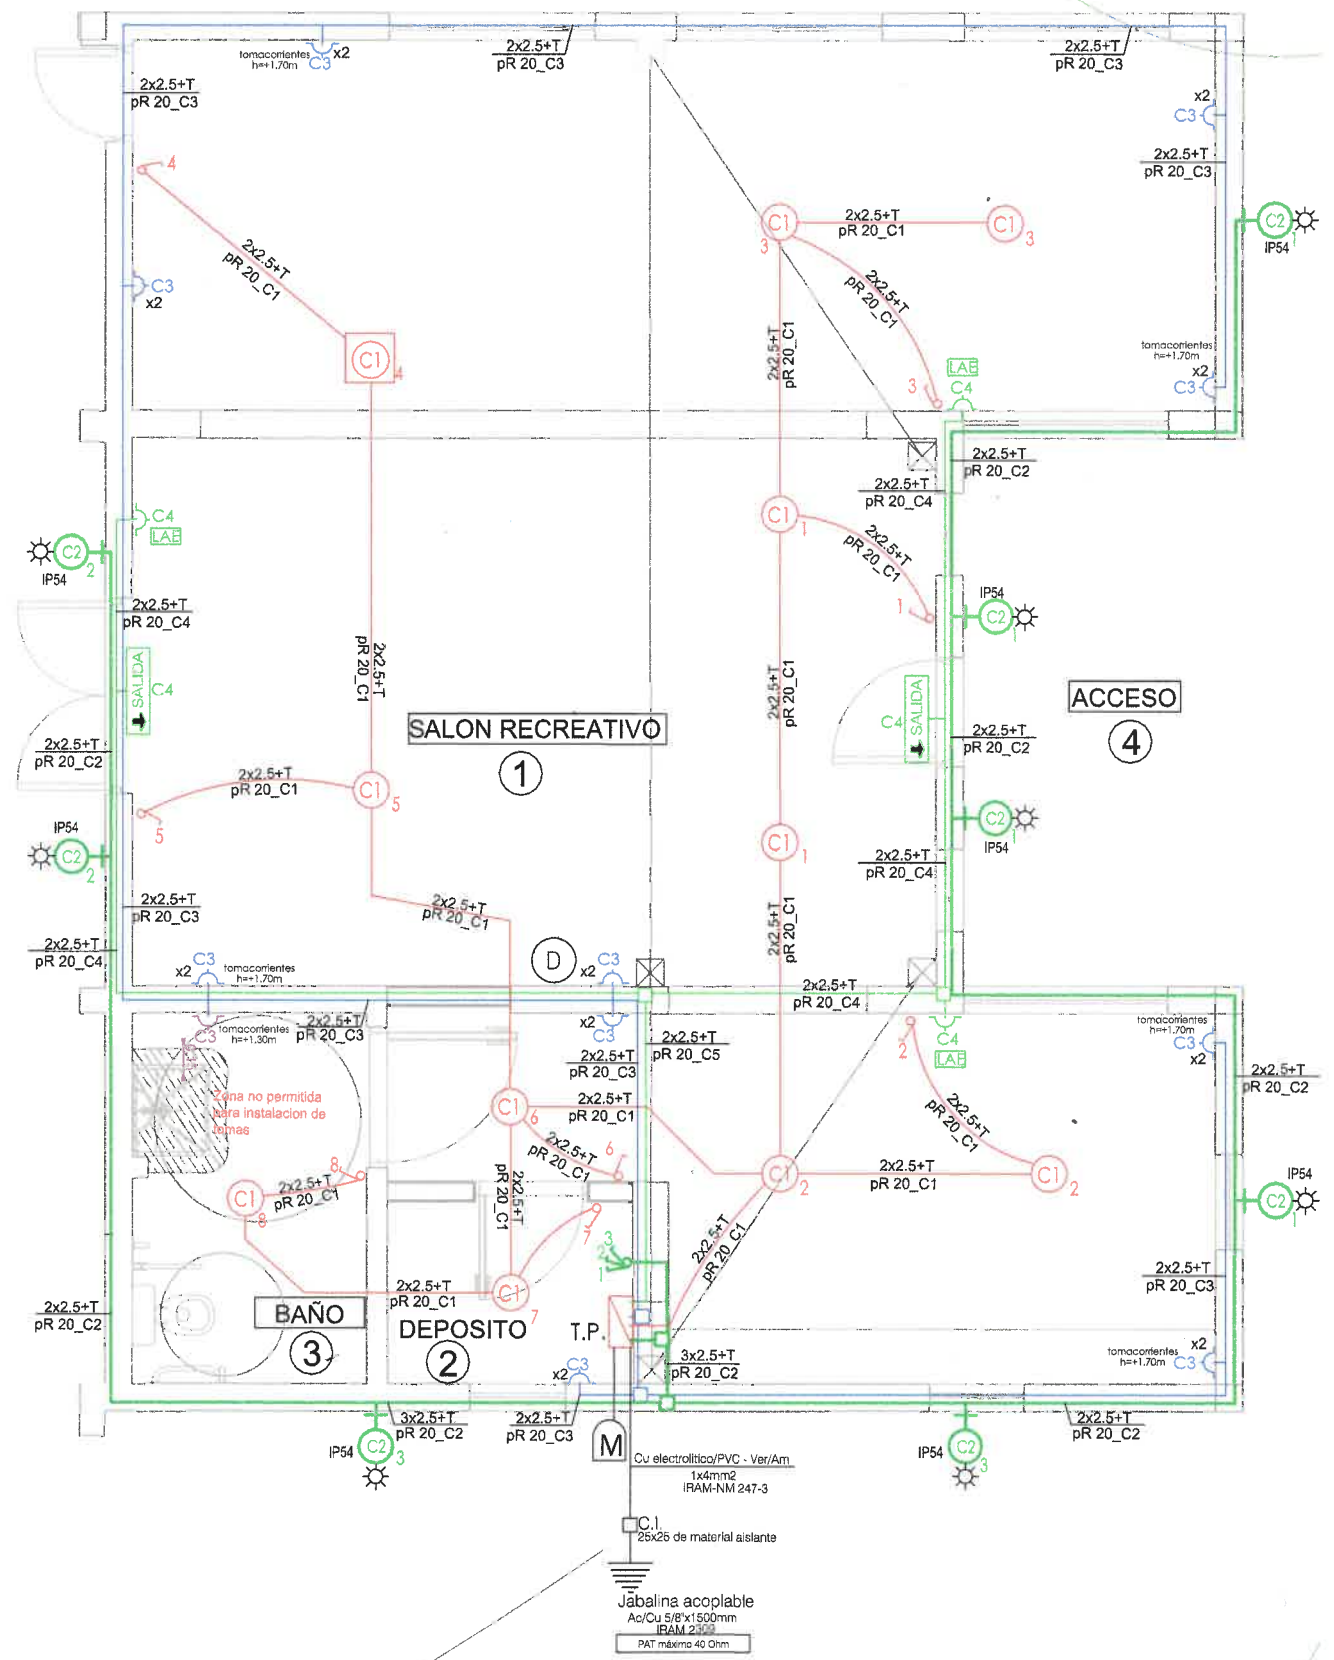 tomacorrientes
h=+1.70m
C3
x2
2x2.5+T
pR 20_C3
2x2.5+T
pR 20_C3
2x2.5+T
pR 20_C3
x2
C3
2x2.5+T
pR 20_C3
4
2x2.5+T
pR 20_C1
C3
x2
C1
4
C1
3
2x2.5+T
pR 20_C1
C1
3
2x2.5+T
pR 20_C1
2x2.5+T
pR 20_C1
C2
1
IP54
tomacorrientes
h=+1.70m
x2
C3
3
LAE
C4
2x2.5+T
pR 20_C2
2x2.5+T
pR 20_C4
C4
LAE
C2
2
IP54
C1
1
2x2.5+T
pR 20_C1
1
IP54
C2
1
2x2.5+T
pR 20_C4
SALIDA
C4
2x2.5+T
pR 20_C1
2x2.5+T
pR 20_C1
C4
SALIDA
ACCESO
4
SALON RECREATIVO
1
2x2.5+T
pR 20_C2
2x2.5+T
pR 20_C2
2x2.5+T
pR 20_C1
C1
5
5
IP54
C2
2
C1
1
C2
1
IP54
2x2.5+T
pR 20_C4
2x2.5+T
pR 20_C3
2x2.5+T
pR 20_C1
2x2.5+T
pR 20_C1
2x2.5+T
pR 20_C4
C3
x2
tomacorrientes
h=+1.70m
D
C3
x2
2x2.5+T
pR 20_C4
C3
tomacorrientes
h=+1.30m
2x2.5+T
pR 20_C3
x2
C3
2x2.5+T
pR 20_C5
2x2.5+T
pR 20_C3
2
C4
LAE
tomacorrientes
h=+1.70m
C3
x2
2x2.5+T
pR 20_C2
Zona no permitida
para instalacion de
tomas
C1
6
2x2.5+T
pR 20_C1
2x2.5+T
pR 20_C1
6
2x2.5+T
pR 20_C1
8
2x2.5+T
pR 20_C1
C1
8
2x2.5+T
pR 20_C1
C1
2
2x2.5+T
pR 20_C1
C1
2
IP54
C2
1
7
3
2
1
2x2.5+T
pR 20_C1
2x2.5+T
pR 20_C3
2x2.5+T
pR 20_C1
C1
7
2x2.5+T
pR 20_C2
BAÑO
3
DEPOSITO
2
T.P.
3x2.5+T
pR 20_C2
x2
C3
tomacorrientes
h=+1.70m
x2
C3
3x2.5+T
pR 20_C2
2x2.5+T
pR 20_C3
2x2.5+T
pR 20_C2
IP54
C2
3
M
IP54
C2
3
Cu electrolítico/PVC - Ver/Am
1x4mm2
IRAM-NM 247-3
C.I.
25x25 de material aislante
Jabalina acoplable
Ac/Cu 5/8"x1500mm
IRAM 2309
PAT máximo 40 Ohm